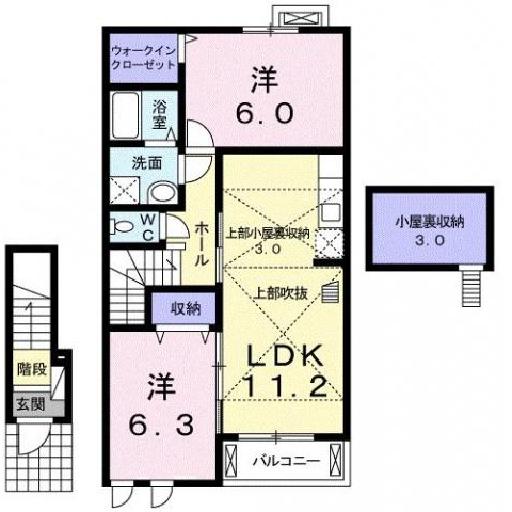 ウォークイン
クローゼット
洋
6.0
浴
室
洗面
WC
ホール
上部小屋裏収納
3.0
小屋裏収納
3.0
上部吹抜
収納
LDK
11.2
洋
6.3
階段
玄関
バルコニー